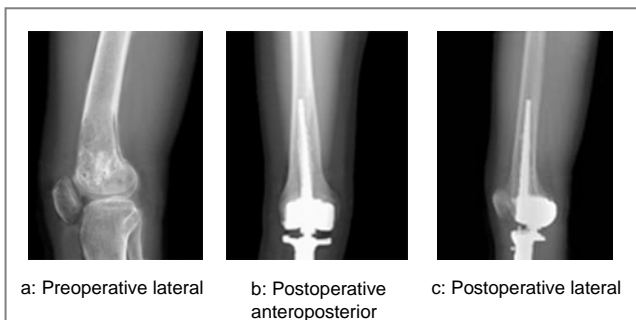 a: Preoperative lateral
b: Postoperative
anteroposterior
c: Postoperative lateral